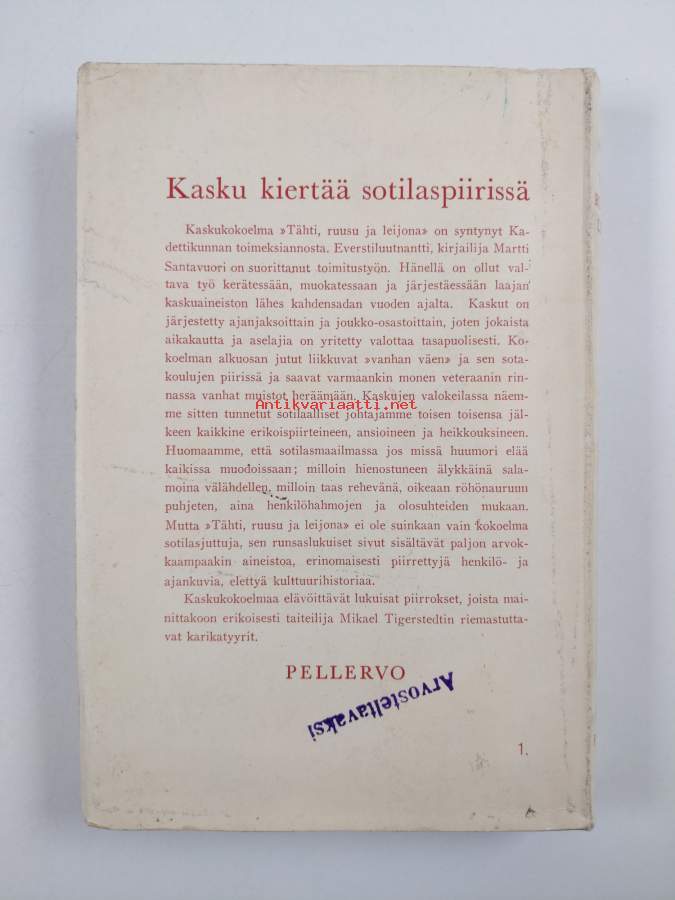 Kasku kiertää sotilaspiirissä
Kaskukokoelma »Tähti, ruusu ja leijona» on syntynyt Ka-
dettikunnan toimeksiannosta. Everstiluutnantti, kirjailija Martti
Santavuori on suorittanut toimitustyön. Hänellä on ollut val-
tava työ kerätessään, muokatessaan ja järjestäessään laajan
kaskuaineiston lähes kahdensadan vuoden ajalta. Kaskut on
järjestetty ajanjaksoittain ja joukko-osastoittain, joten jokaista
aikakautta ja aselajia on yritetty valottaa tasapuolisesti. Ko-
koelman alkuosan jutut liikkuvat »vanhan väen» ja sen sota-
koulujen piirissä ja saavat varmaankin monen veteraanin rin-
nassa vanhat muistot heräämään. Kaskujen valokeilassa näem-
Antikvariaatti.net
me sitten tunnetut sotilaalliset johtajamme toisen toisensa jäl-
keen kaikkine erikoispiirteineen, ansioineen ja heikkouksineen.
Huomaamme, että sotilasmaailmassa jos missä huumori elää
kaikissa muodoissaan; milloin hienostuneen älykkäinä sala-
moina välähdellen, milloin taas rehevänä, oikeaan röhönauruun
puhjeten, aina henkilöhahmojen ja olosuhteiden mukaan.
Mutta »Tähti, ruusu ja leijona» ei ole suinkaan vain kokoelma
sotilasjuttuja, sen runsaslukuiset sivut sisältävät paljon arvok-
kaampaakin aineistoa, erinomaisesti piirrettyjä henkilö- ja
ajankuvia, elettyä kulttuurihistoriaa.
Kaskukokoelmaa elävöittävät lukuisat piirrokset, joista mai-
nittakoon erikoisesti taiteilija Mikael Tigerstedtin riemastutta-
vat karikatyyrit.
PELLERVO
Arvosteltavaksi
1.